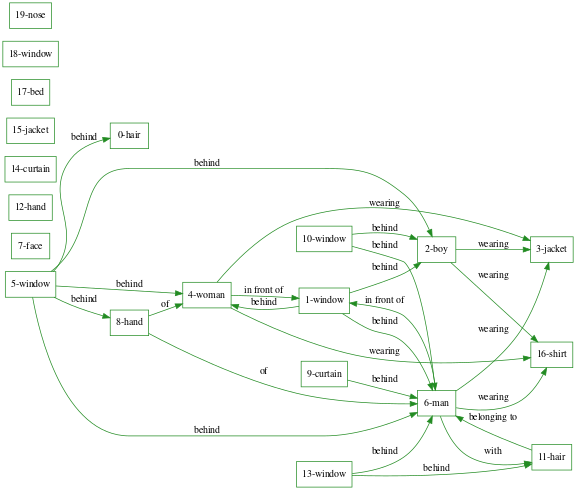 19-nose
18-window
17-bed
15-jacket
behind
0-hair
14-curtain
behind
12-hand
wearing
7-face
10-window
behind
behind
2-boy
wearing
3-jacket
behind
wearing
5-window
behind
behind
of
4-woman
in front of
behind
1-window
in front of
8-hand
behind
wearing
wearing
16-shirt
of
9-curtain
behind
6-man
wearing
belonging to
behind
behind
with
11-hair
13-window
behind